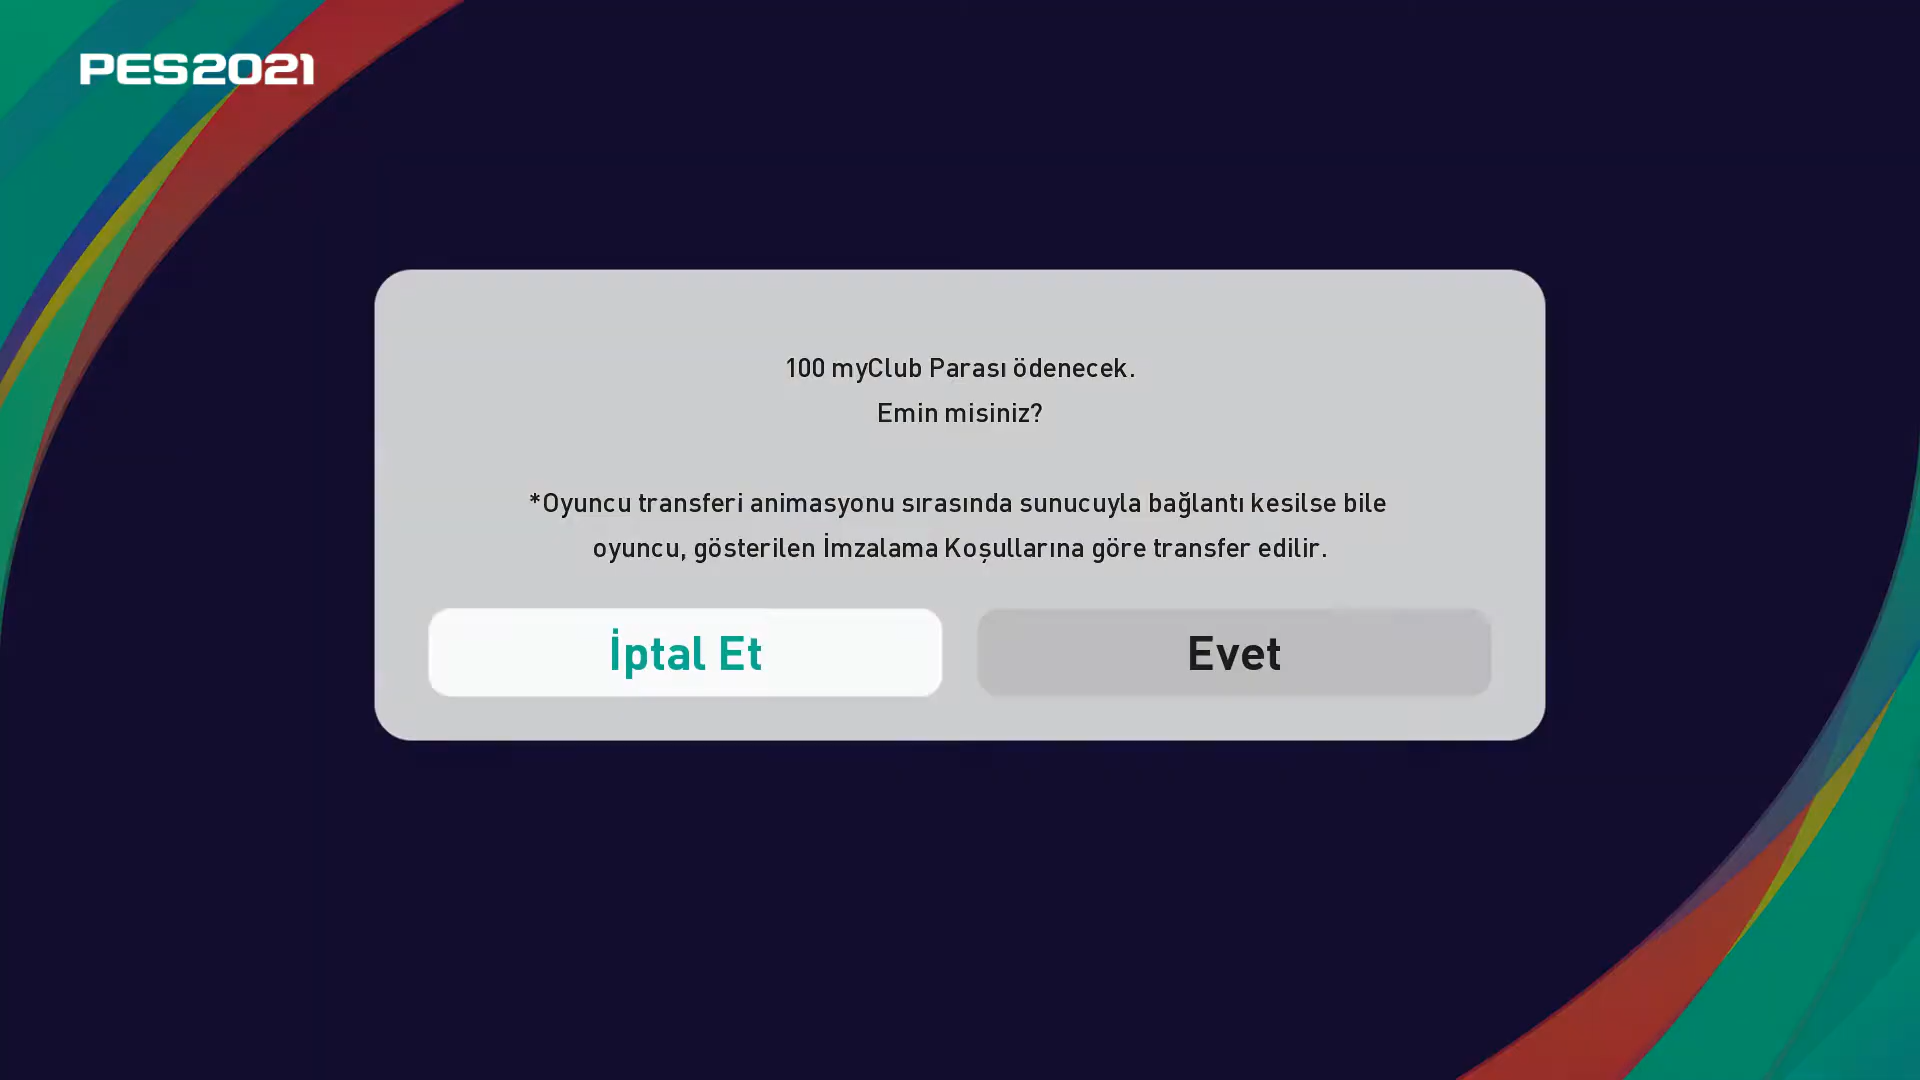 PES2021
100 myClub Parası ödenecek.
Emin misiniz?
*Oyuncu transferi animasyonu sırasında sunucuyla bağlantı kesilse bile
oyuncu, gösterilen İmzalama Koşullarına göre transfer edilir.
İptal Et
Evet